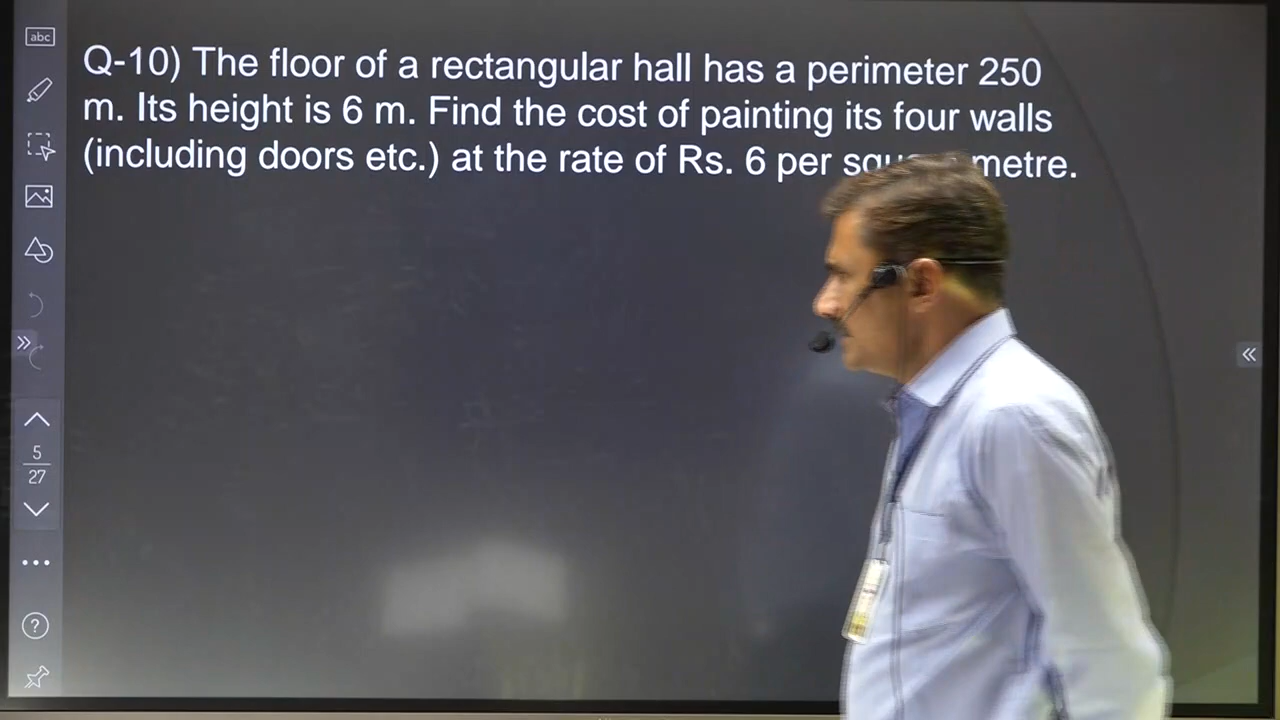 Q-10) The floor of a rectangular hall has a perimeter 250
m. Its height is 6 m. Find the cost of painting its four walls
(including doors etc.) at the rate of Rs. 6 per metre.
abc
5
27
?